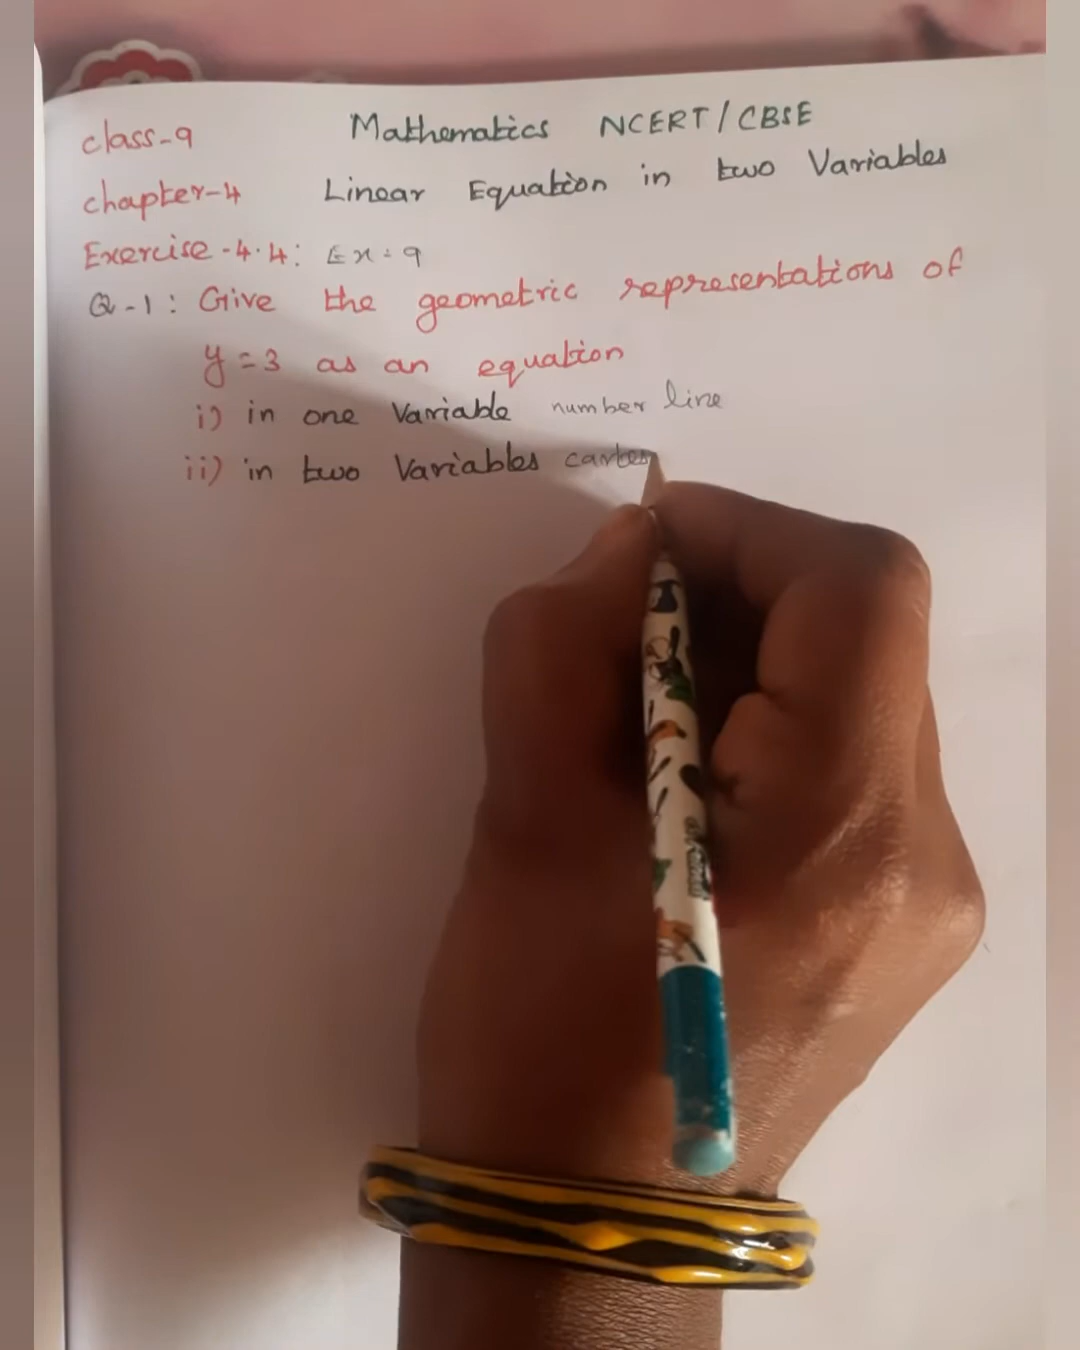 class-9 Mathematics NCERT/CBSE
chapter-4 Linear Equation in two Variables
Exercise-4.4: Ex:9
Q-1: Give the geometric representations of
y=3 as an equation
i) in one Variable number line
ii) in two Variables cartes